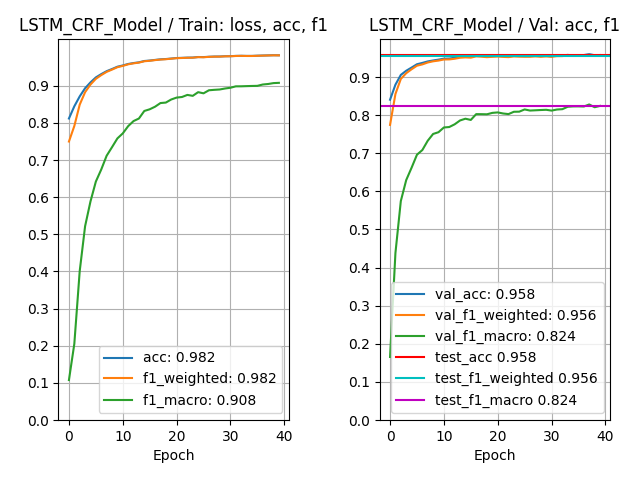 LSTM_CRF_Model / Train: loss, acc, f1
0.9
0.8
0.7
0.6
0.5
0.4
0.3
0.2
0.1
0.0
0 10 20 30 40
Epoch
acc: 0.982
f1_weighted: 0.982
f1_macro: 0.908
LSTM_CRF_Model / Val: acc, f1
0.9
0.8
0.7
0.6
0.5
0.4
0.3
0.2
0.1
0.0
0 10 20 30 40
Epoch
val_acc: 0.958
val_f1_weighted: 0.956
val_f1_macro: 0.824
test_acc 0.958
test_f1_weighted 0.956
test_f1_macro 0.824